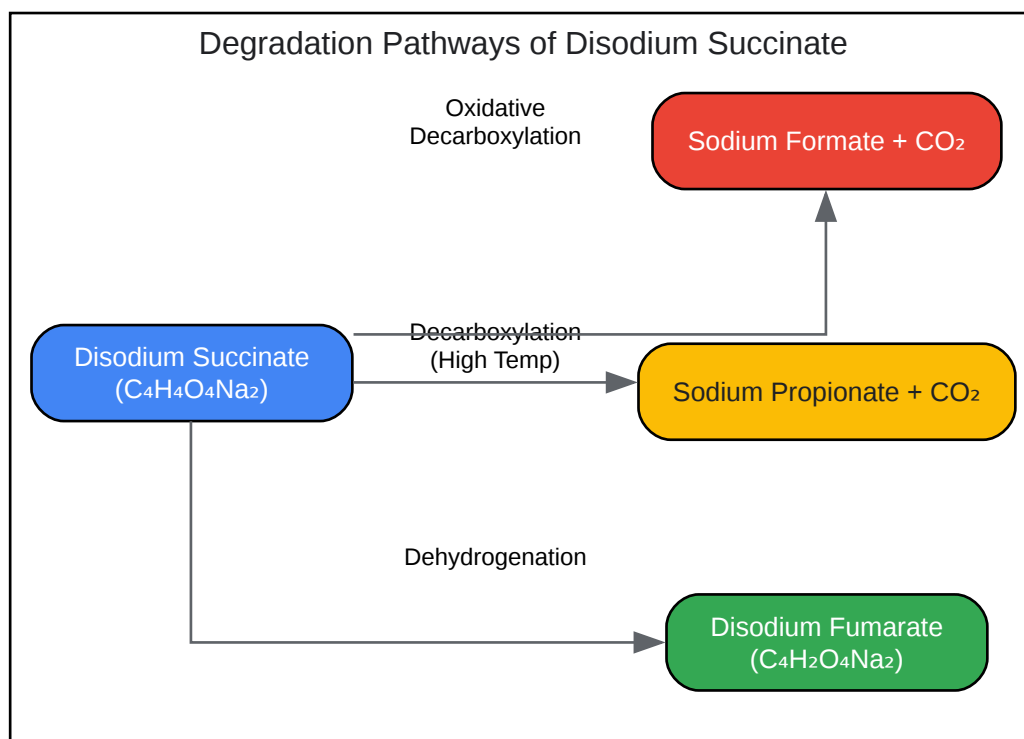 Degradation Pathways of Disodium Succinate
Oxidative
Decarboxylation
Sodium Formate + CO₂
Decarboxylation
(High Temp)
Disodium Succinate
(C₄H₄O₄Na₂)
Sodium Propionate + CO₂
Dehydrogenation
Disodium Fumarate
(C₄H₂O₄Na₂)